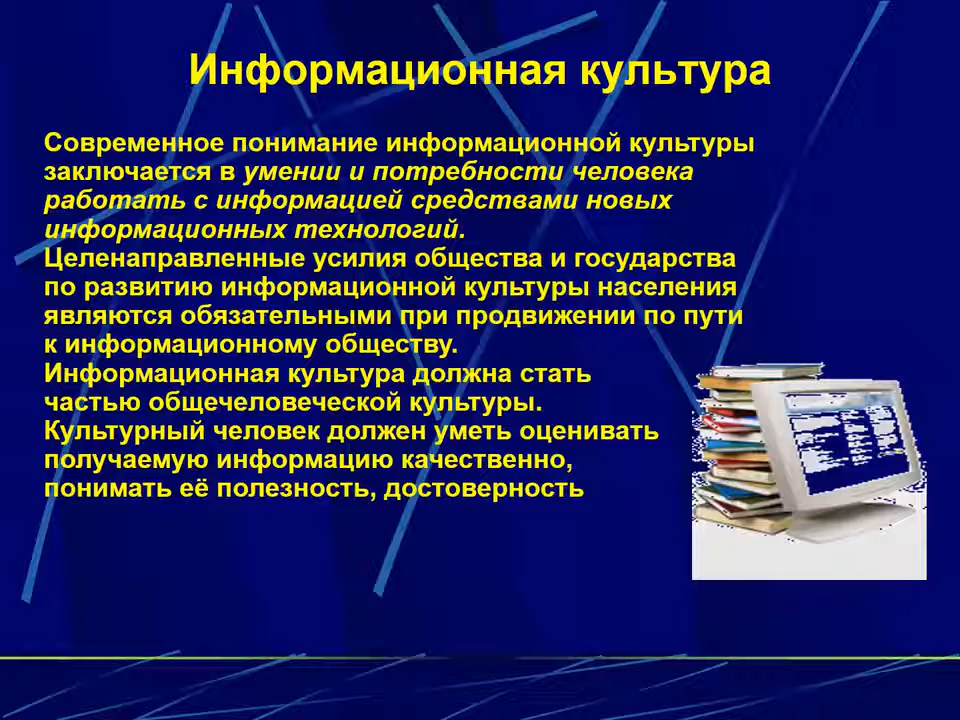 Информационная культура
Современное понимание информационной культуры
заключается в умении и потребности человека
работать с информацией средствами новых
информационных технологий.
Целенаправленные усилия общества и государства
по развитию информационной культуры населения
являются обязательными при продвижении по пути
к информационному обществу.
Информационная культура должна стать
частью общечеловеческой культуры.
Культурный человек должен уметь оценивать
получаемую информацию качественно,
понимать её полезность, достоверность